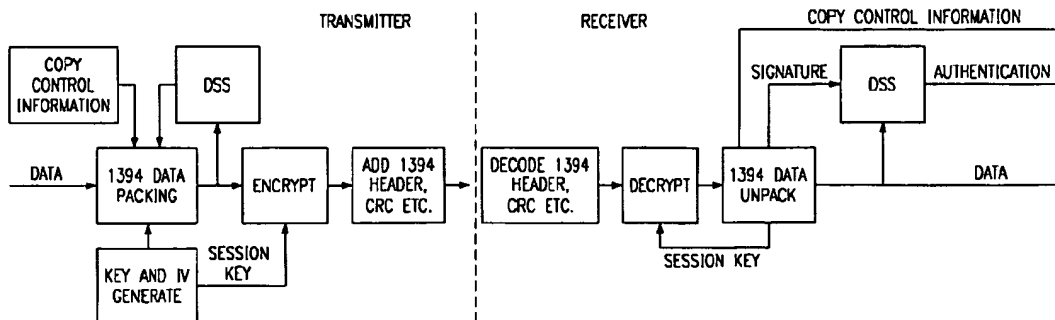 TRANSMITTER
RECEIVER
COPY CONTROL INFORMATION
COPY
CONTROL
INFORMATION
DSS
SIGNATURE
DSS
AUTHENTICATION
DATA
1394 DATA
PACKING
ENCRYPT
ADD 1394
HEADER,
CRC ETC.
DECODE 1394
HEADER,
CRC ETC.
DECRYPT
1394 DATA
UNPACK
DATA
KEY AND IV
GENERATE
SESSION
KEY
SESSION KEY